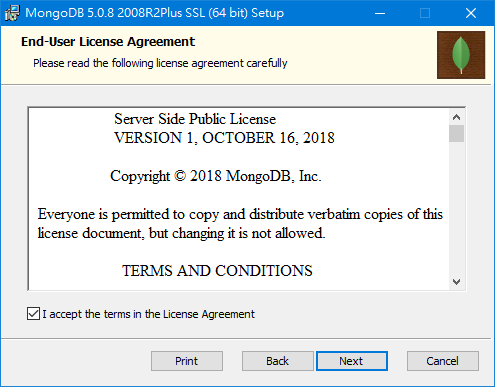 MongoDB 5.0.8 2008R2Plus SSL (64 bit) Setup
End-User License Agreement
Please read the following license agreement carefully
Server Side Public License
VERSION 1, OCTOBER 16, 2018
Copyright © 2018 MongoDB, Inc.
Everyone is permitted to copy and distribute verbatim copies of this
license document, but changing it is not allowed.
TERMS AND CONDITIONS
I accept the terms in the License Agreement
Print
Back
Next
Cancel